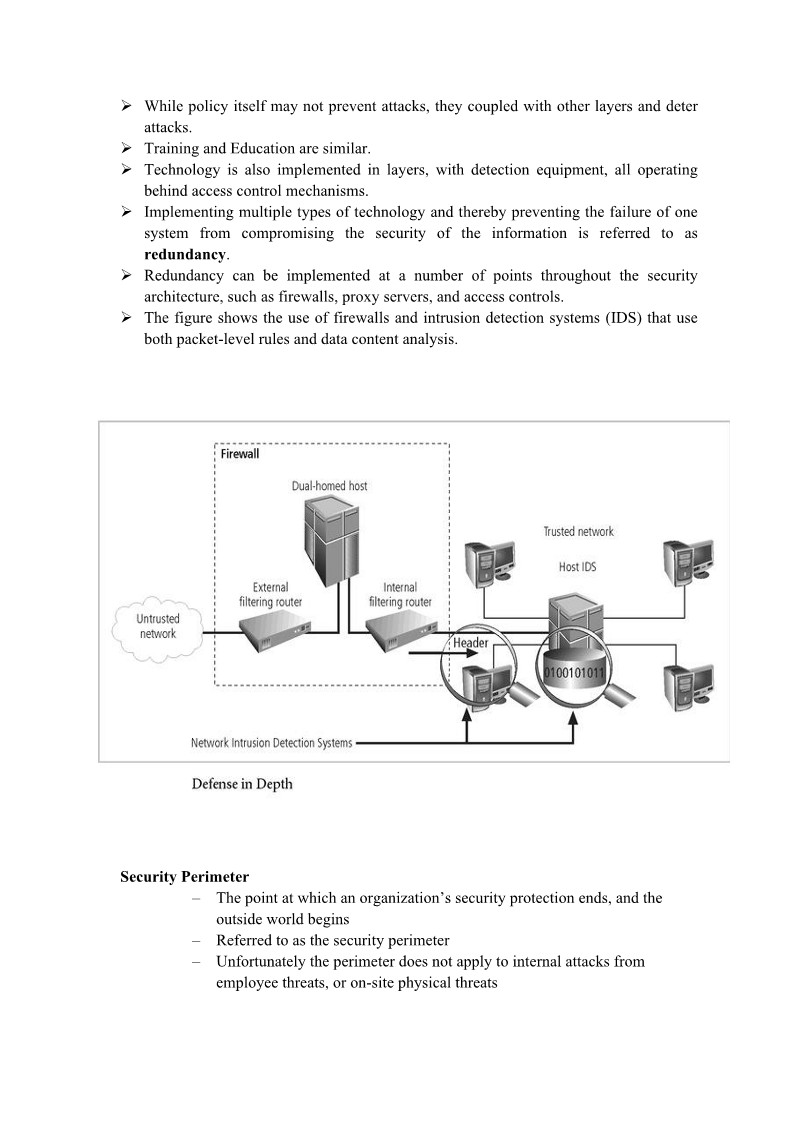 ➢ While policy itself may not prevent attacks, they coupled with other layers and deter
attacks.
➢ Training and Education are similar.
➢ Technology is also implemented in layers, with detection equipment, all operating
behind access control mechanisms.
➢ Implementing multiple types of technology and thereby preventing the failure of one
system from compromising the security of the information is referred to as
redundancy.
➢ Redundancy can be implemented at a number of points throughout the security
architecture, such as firewalls, proxy servers, and access controls.
➢ The figure shows the use of firewalls and intrusion detection systems (IDS) that use
both packet-level rules and data content analysis.
Firewall
Dual-homed host
Trusted network
Host IDS
External
filtering router
Internal
filtering router
Untrusted
network
Header
0100101011
Network Intrusion Detection Systems
Defense in Depth
Security Perimeter
– The point at which an organization’s security protection ends, and the
outside world begins
– Referred to as the security perimeter
– Unfortunately the perimeter does not apply to internal attacks from
employee threats, or on-site physical threats